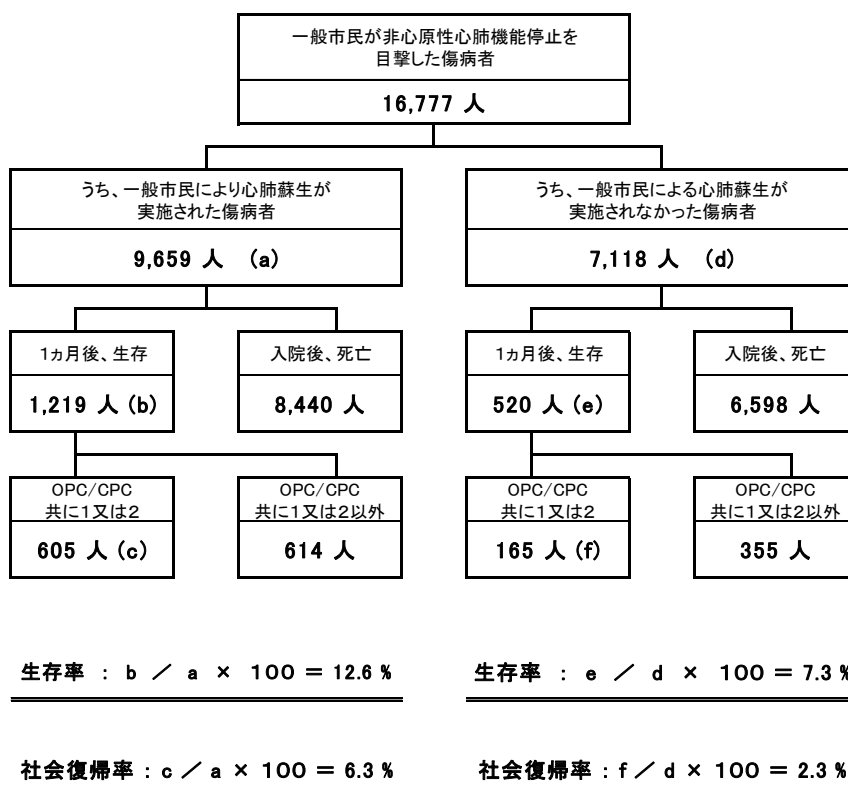 一般市民が非心原性心肺機能停止を
目撃した傷病者
16,777 人
うち、一般市民により心肺蘇生が
実施された傷病者
9,659 人 (a)
うち、一般市民による心肺蘇生が
実施されなかった傷病者
7,118 人 (d)
1ヵ月後、生存
1,219 人 (b)
入院後、死亡
8,440 人
1ヵ月後、生存
520 人 (e)
入院後、死亡
6,598 人
OPC/CPC
共に1又は2
605 人 (c)
OPC/CPC
共に1又は2以外
614 人
OPC/CPC
共に1又は2
165 人 (f)
OPC/CPC
共に1又は2以外
355 人
生存率 : b / a × 100 = 12.6 %
生存率 : e / d × 100 = 7.3 %
社会復帰率 : c / a × 100 = 6.3 %
社会復帰率 : f / d × 100 = 2.3 %